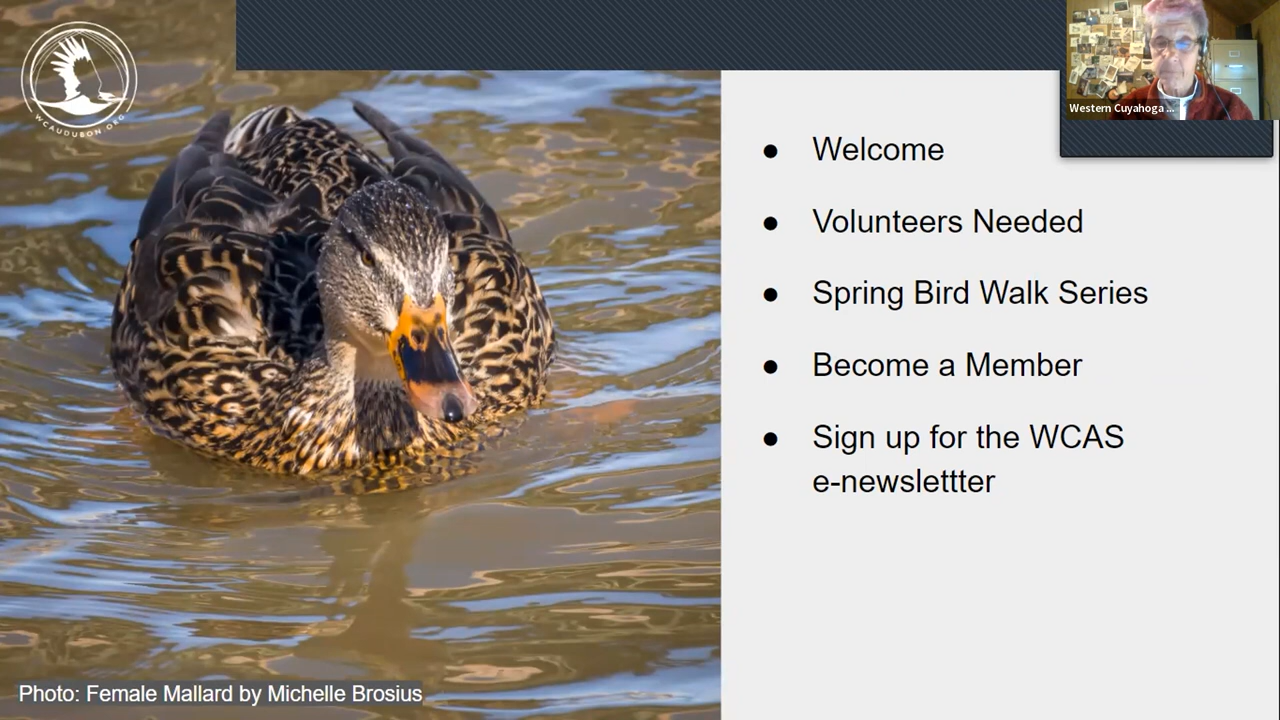 WCAUDUBON.ORG
Western Cuyahoga ...
● Welcome
● Volunteers Needed
● Spring Bird Walk Series
● Become a Member
● Sign up for the WCAS
e-newslettter
Photo: Female Mallard by Michelle Brosius